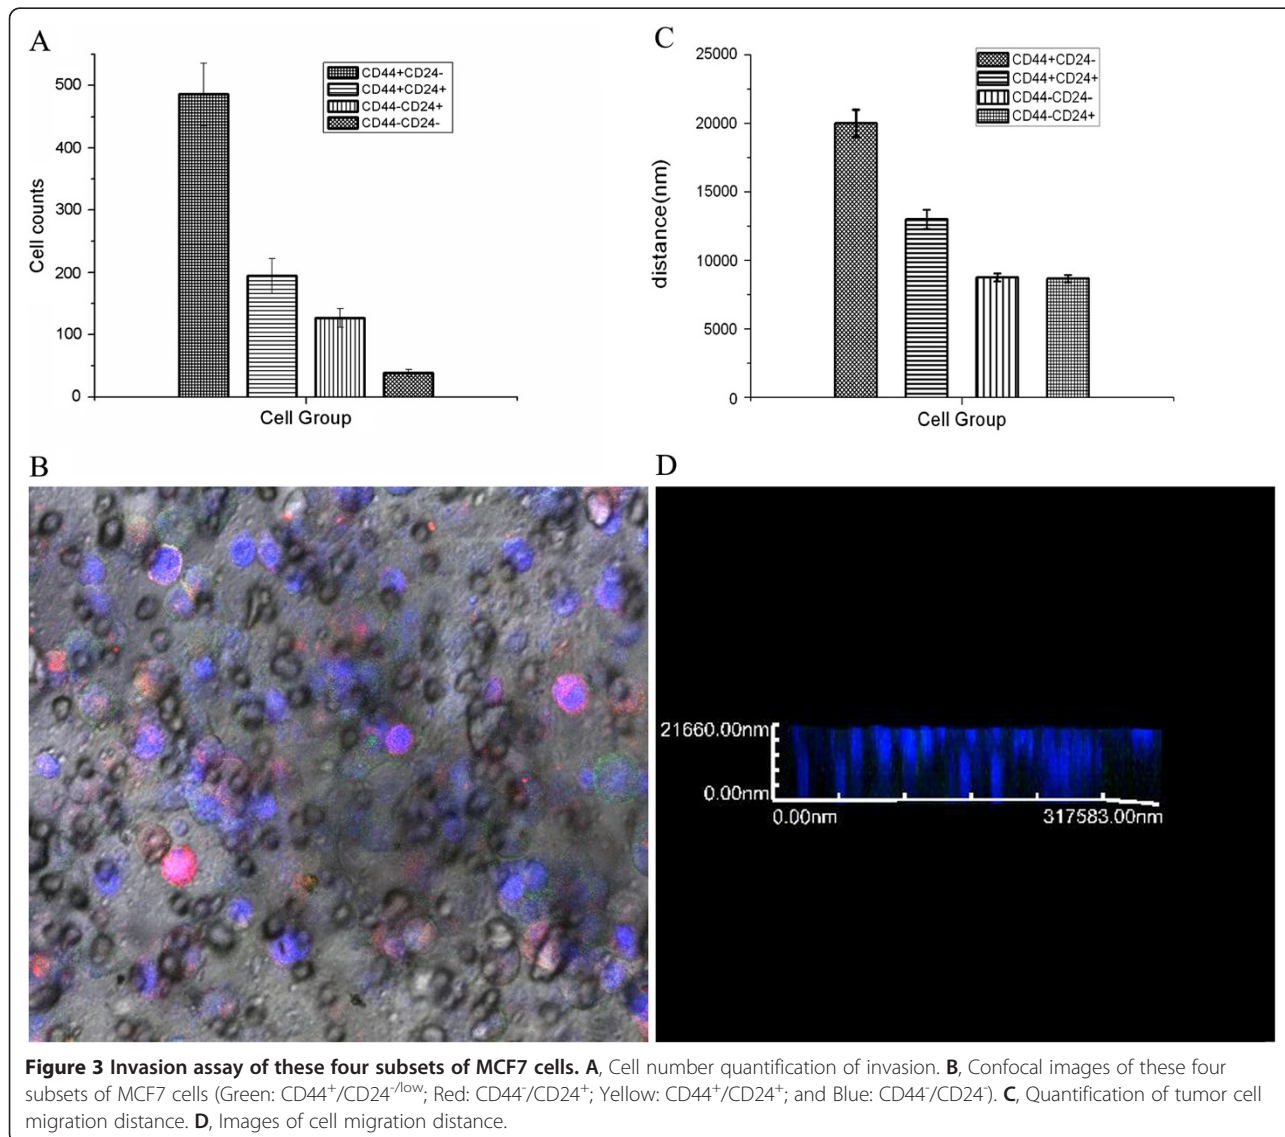 A
500
400
300
200
100
0
Cell counts
CD44+CD24-
CD44+CD24+
CD44-CD24+
CD44-CD24-
Cell Group
C
25000
20000
15000
10000
5000
0
distance(nm)
CD44+CD24-
CD44+CD24+
CD44-CD24-
CD44-CD24+
Cell Group
B
D
21660.00nm
0.00nm
0.00nm
317583.00nm
Figure 3 Invasion assay of these four subsets of MCF7 cells. A, Cell number quantification of invasion. B, Confocal images of these four
subsets of MCF7 cells (Green: CD44⁺/CD24⁻/low; Red: CD44⁻/CD24⁺; Yellow: CD44⁺/CD24⁺; and Blue: CD44⁻/CD24⁻). C, Quantification of tumor cell
migration distance. D, Images of cell migration distance.